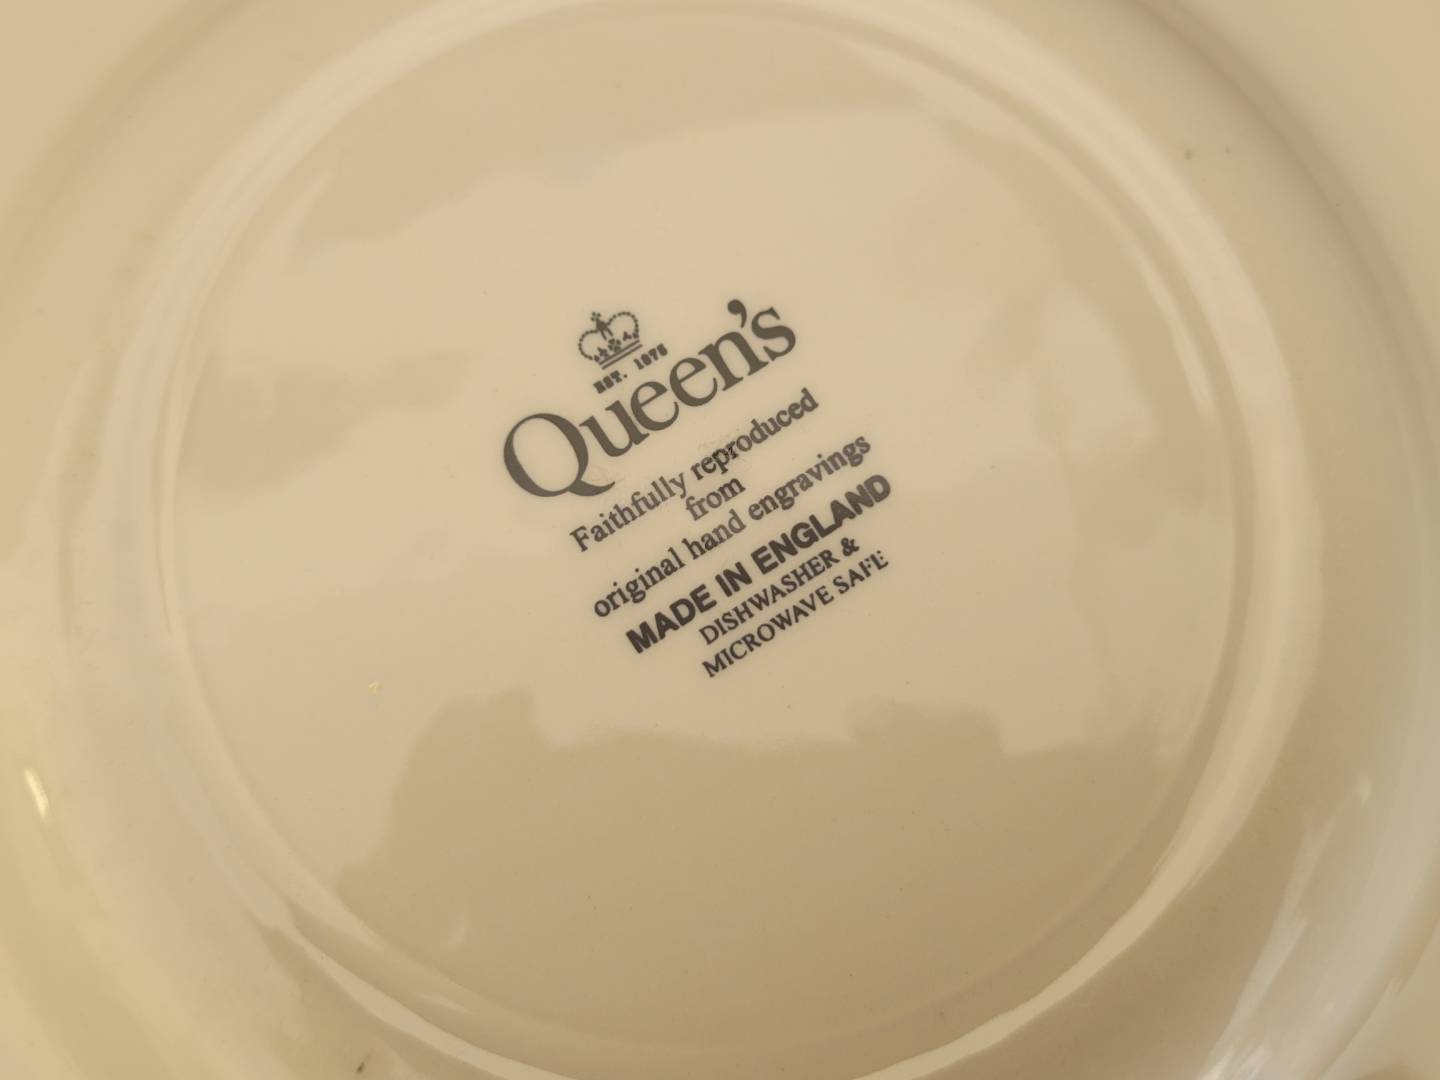 EST. 1875
Queen's
Faithfully reproduced
from
original hand engravings
MADE IN ENGLAND
DISHWASHER &
MICROWAVE SAFE